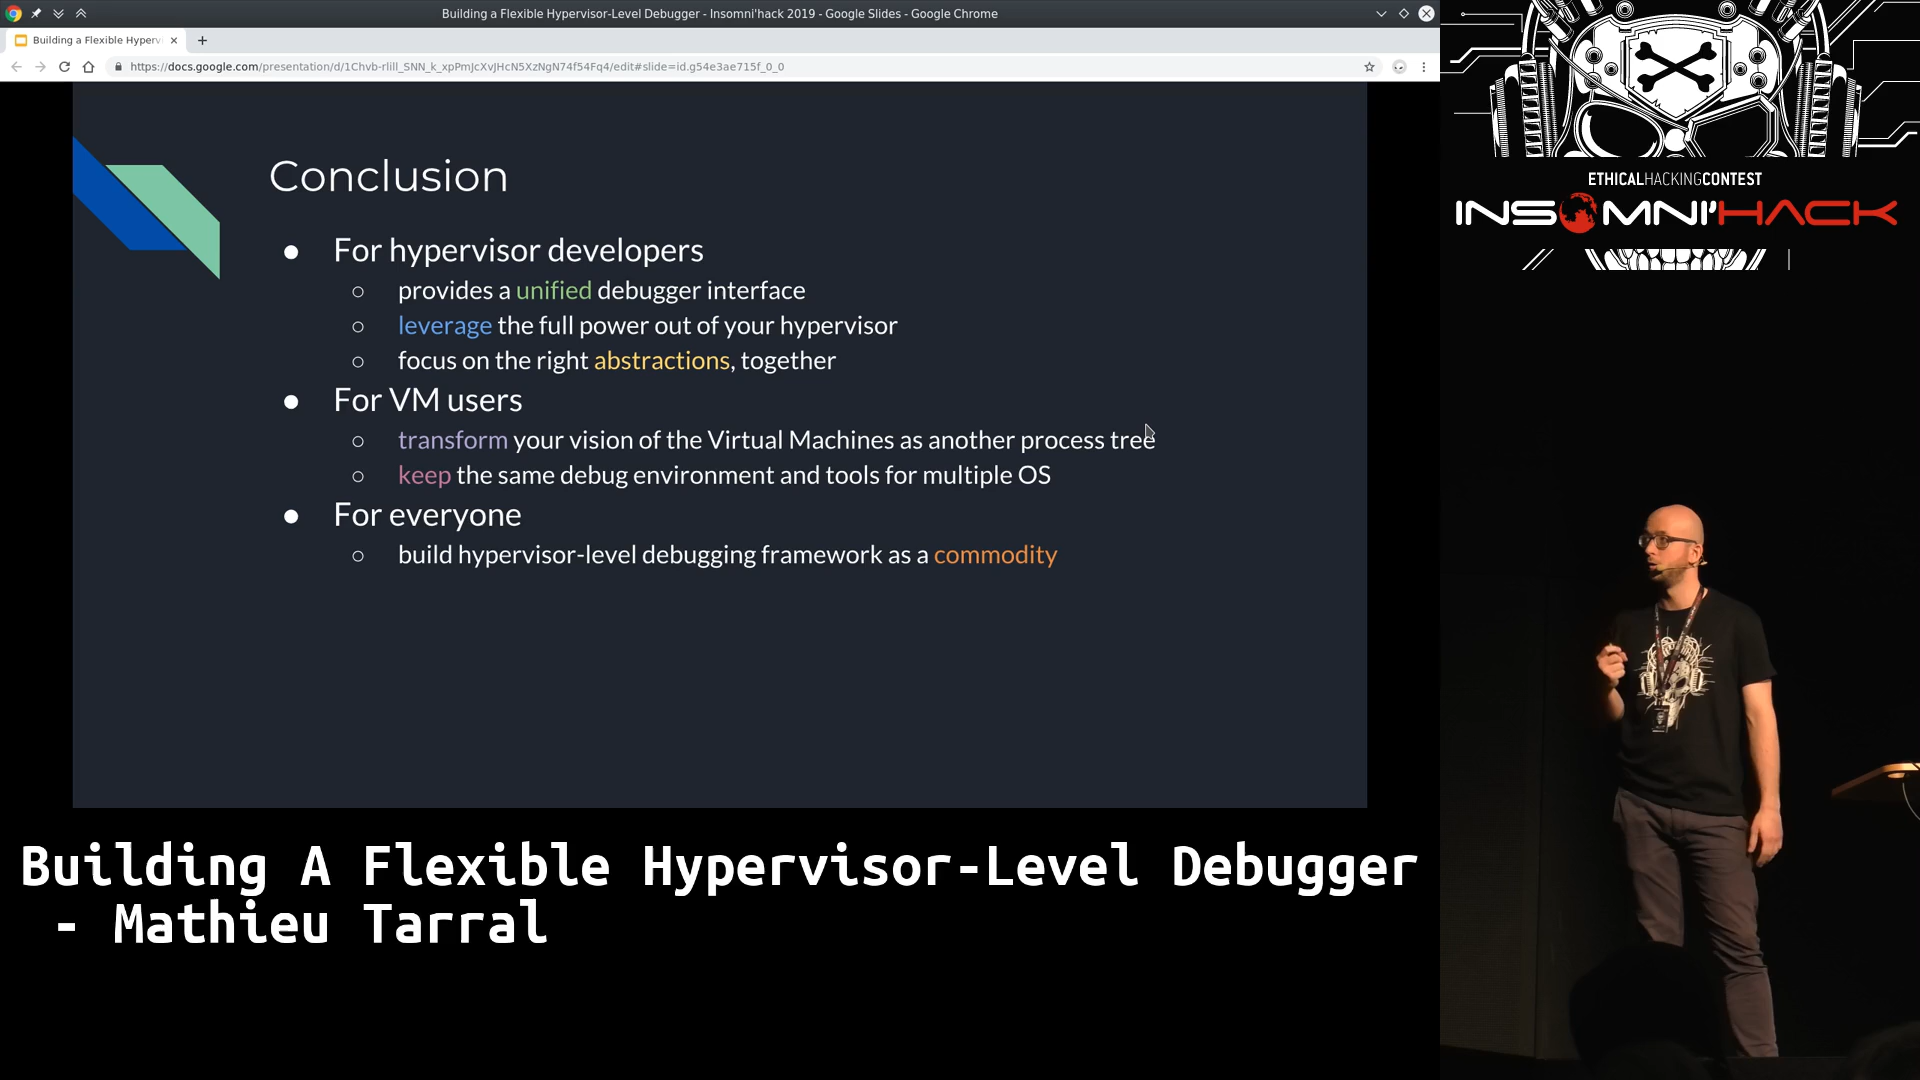 Building a Flexible Hypervisor-Level Debugger - Insomni'hack 2019 - Google Slides - Google Chrome
Building a Flexible Hyperv
https://docs.google.com/presentation/d/1Chvb-rlill_SNN_k_xpPmJcXvJHcN5XzNgN74f54Fq4/edit#slide=id.g54e3ae715f_0_0
Conclusion
● For hypervisor developers
○ provides a unified debugger interface
○ leverage the full power out of your hypervisor
○ focus on the right abstractions, together
● For VM users
○ transform your vision of the Virtual Machines as another process tree
○ keep the same debug environment and tools for multiple OS
● For everyone
○ build hypervisor-level debugging framework as a commodity
ETHICALHACKINGCONTEST
INSOMNI'HACK
Building A Flexible Hypervisor-Level Debugger
- Mathieu Tarral